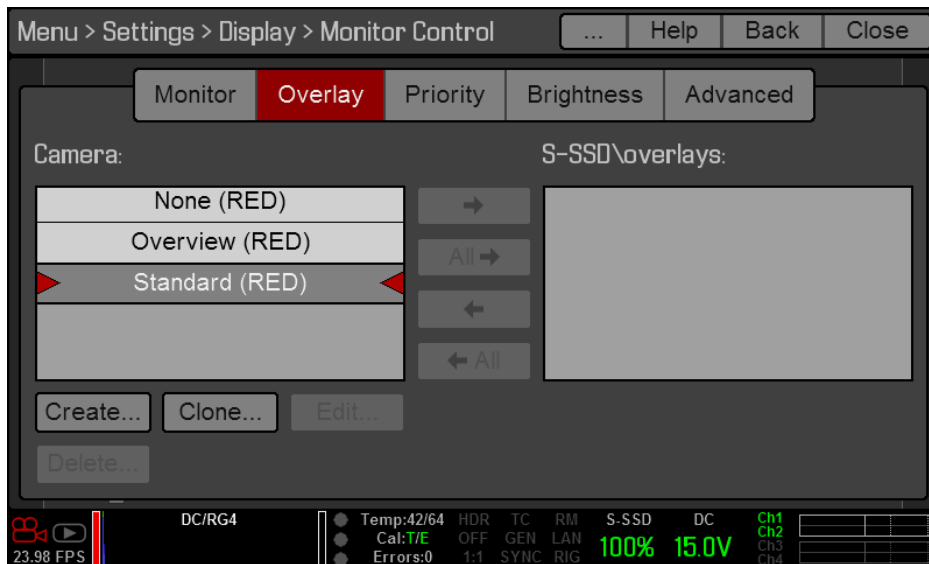 Menu > Settings > Display > Monitor Control ... Help Back Close
Monitor Overlay Priority Brightness Advanced
Camera: S-SSD\overlays:
None (RED)
Overview (RED)
Standard (RED)
All
All
Create... Clone... Edit...
Delete...
DC/RG4 Temp:42/64 HDR TC RM S-SSD DC Ch1
Cal:T/E OFF GEN LAN 100% 15.0V Ch2
23.98 FPS Errors:0 1:1 SYNC RIG Ch3
Ch4